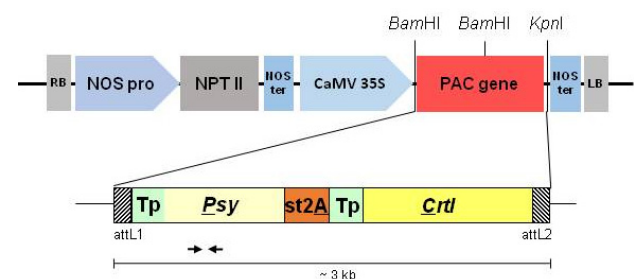 BamHI BamHI KpnI
RB NOS pro NPT II NOS ter CaMV 35S PAC gene NOS ter LB
Tp Psy st2A Tp CrtI
attL1 attL2
~ 3 kb